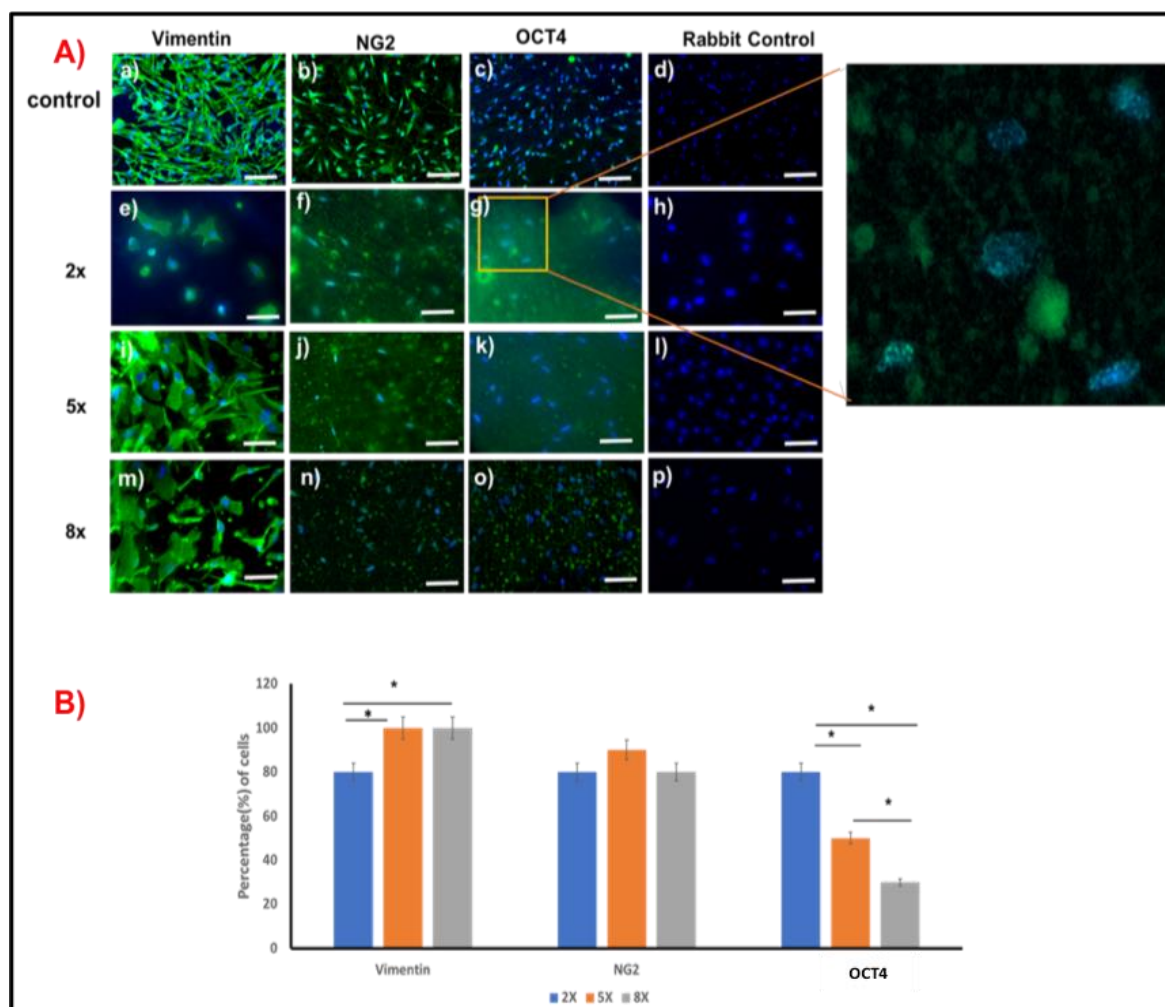 A)
Vimentin NG2 OCT4 Rabbit Control
control
a) b) c) d)
2x
e) f) g) h)
5x
i) j) k) l)
8x
m) n) o) p)
B)
Percentage(%) of cells
120
100
80
60
40
20
0
* *
* *
*
Vimentin NG2 OCT4
2X 5X 8X